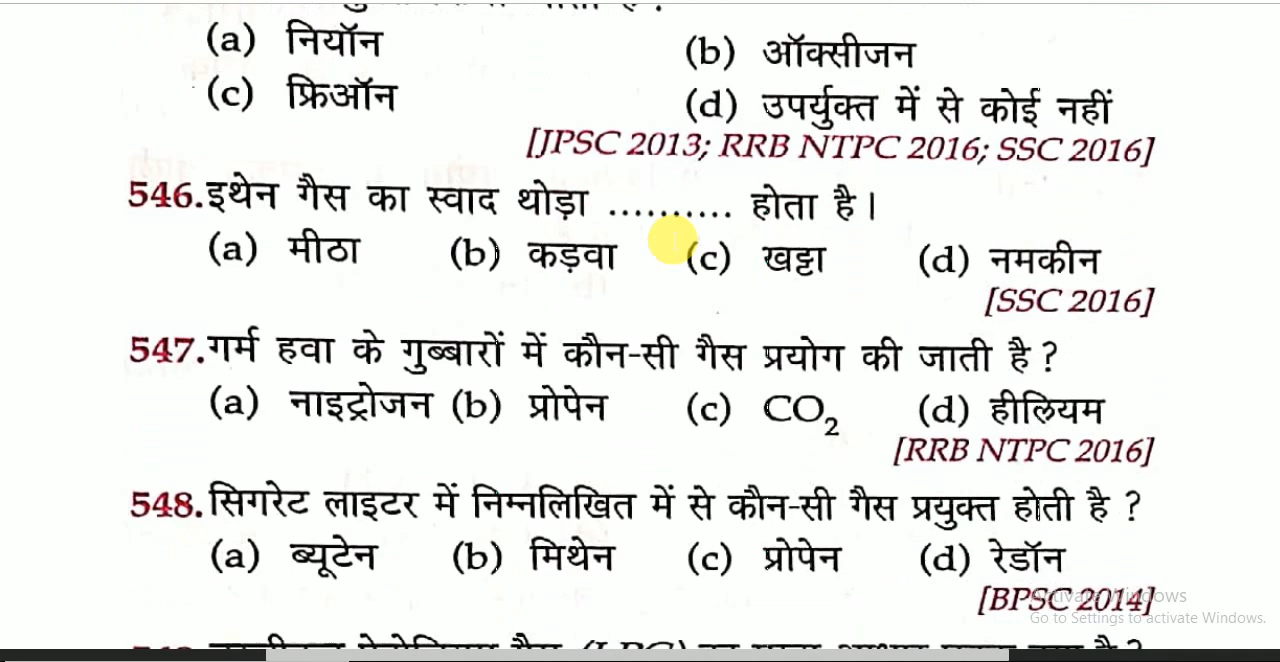 (a) नियॉन (b) ऑक्सीजन
(c) फ्रिऑन (d) उपर्युक्त में से कोई नहीं
[JPSC 2013; RRB NTPC 2016; SSC 2016]
546.इथेन गैस का स्वाद थोड़ा .......... होता है।
(a) मीठा (b) कड़वा (c) खट्टा (d) नमकीन
[SSC 2016]
547.गर्म हवा के गुब्बारों में कौन-सी गैस प्रयोग की जाती है ?
(a) नाइट्रोजन (b) प्रोपेन (c) CO₂ (d) हीलियम
[RRB NTPC 2016]
548.सिगरेट लाइटर में निम्नलिखित में से कौन-सी गैस प्रयुक्त होती है ?
(a) ब्यूटेन (b) मिथेन (c) प्रोपेन (d) रेडॉन
[BPSC 2014]
Activate Windows
Go to Settings to activate Windows.